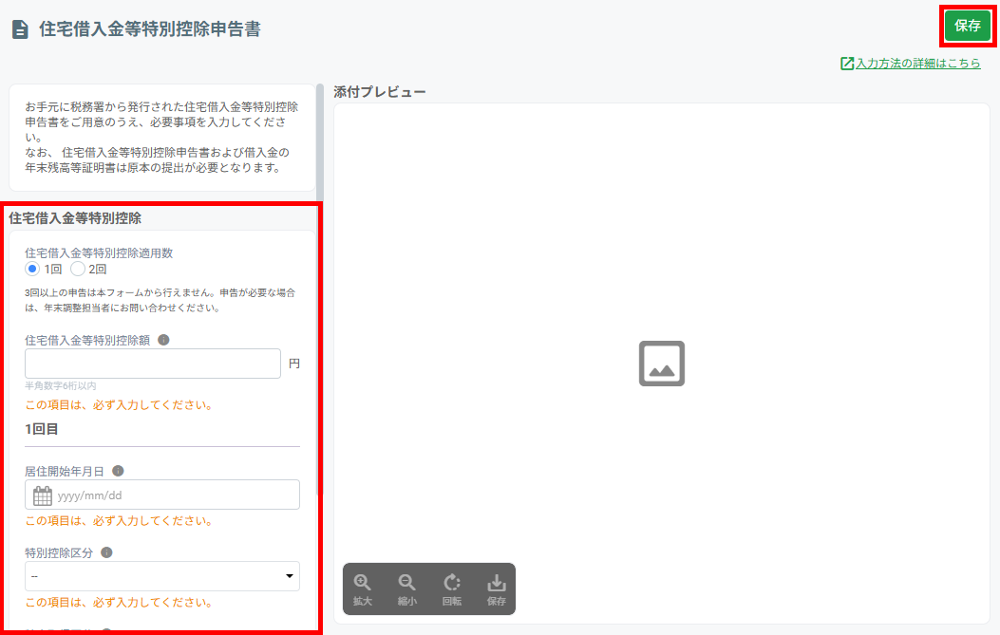 住宅借入金等特別控除申告書
保存
入力方法の詳細はこちら
お手元に税務署から発行された住宅借入金等特別控除
申告書をご用意のうえ、必要事項を入力してくださ
い。
なお、 住宅借入金等特別控除申告書および借入金の
年末残高等証明書は原本の提出が必要となります。
住宅借入金等特別控除
住宅借入金等特別控除適用数
1回 2回
3回以上の申告は本フォームから行えません。申告が必要な場合
は、年末調整担当者にお問い合わせください。
住宅借入金等特別控除額
円
半角数字6桁以内
この項目は、必ず入力してください。
1回目
居住開始年月日
yyyy/mm/dd
この項目は、必ず入力してください。
特別控除区分
--
この項目は、必ず入力してください。
添付プレビュー
拡大 縮小 回転 保存